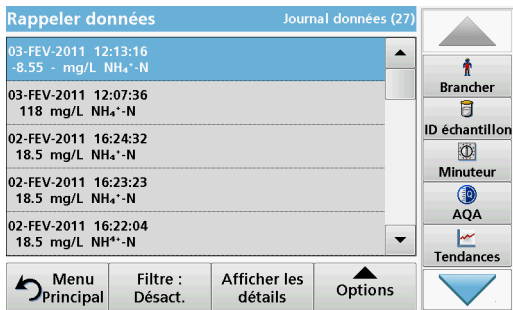 Rappeler données
Journal données (27)
03-FEV-2011 12:13:16
-8.55 - mg/L NH₄⁺-N
03-FEV-2011 12:07:36
118 mg/L NH₄⁺-N
02-FEV-2011 16:24:32
18.5 mg/L NH₄⁺-N
02-FEV-2011 16:23:23
18.5 mg/L NH₄⁺-N
02-FEV-2011 16:22:04
18.5 mg/L NH⁴⁺-N
Brancher
ID échantillon
Minuteur
AQA
Tendances
Menu
Principal
Filtre :
Désact.
Afficher les
détails
Options